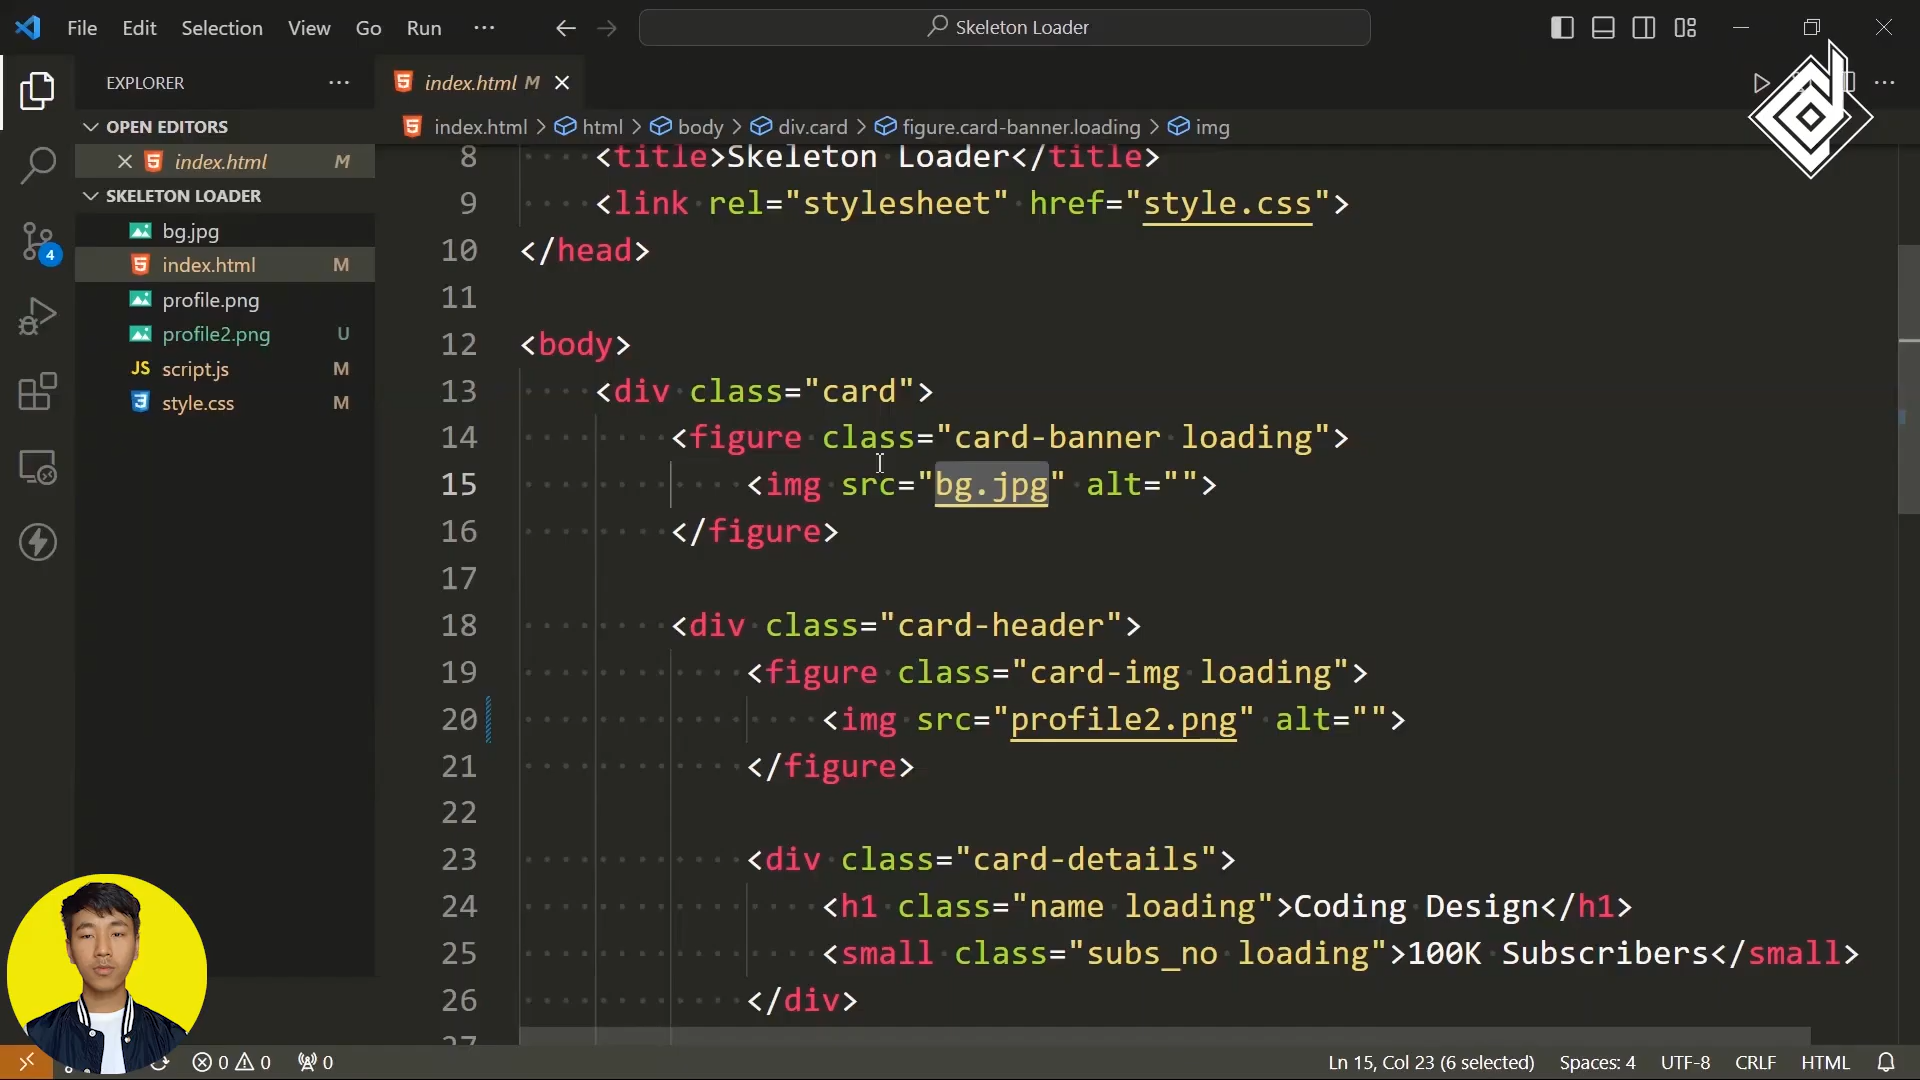 File Edit Selection View Go Run ··· Skeleton Loader
EXPLORER ···
index.html M
OPEN EDITORS
index.html M
SKELETON LOADER
bg.jpg
index.html M
profile.png
profile2.png U
JS script.js M
style.css M
4
index.html > html > body > div.card > figure.card-banner.loading > img
8 <title>Skeleton Loader</title>
9 <link rel="stylesheet" href="style.css">
10 </head>
11
12 <body>
13 <div class="card">
14 <figure class="card-banner loading">
15 <img src="bg.jpg" alt="">
16 </figure>
17
18 <div class="card-header">
19 <figure class="card-img loading">
20 <img src="profile2.png" alt="">
21 </figure>
22
23 <div class="card-details">
24 <h1 class="name loading">Coding Design</h1>
25 <small class="subs_no loading">100K Subscribers</small>
26 </div>
27
0 0 0 Ln 15, Col 23 (6 selected) Spaces: 4 UTF-8 CRLF HTML